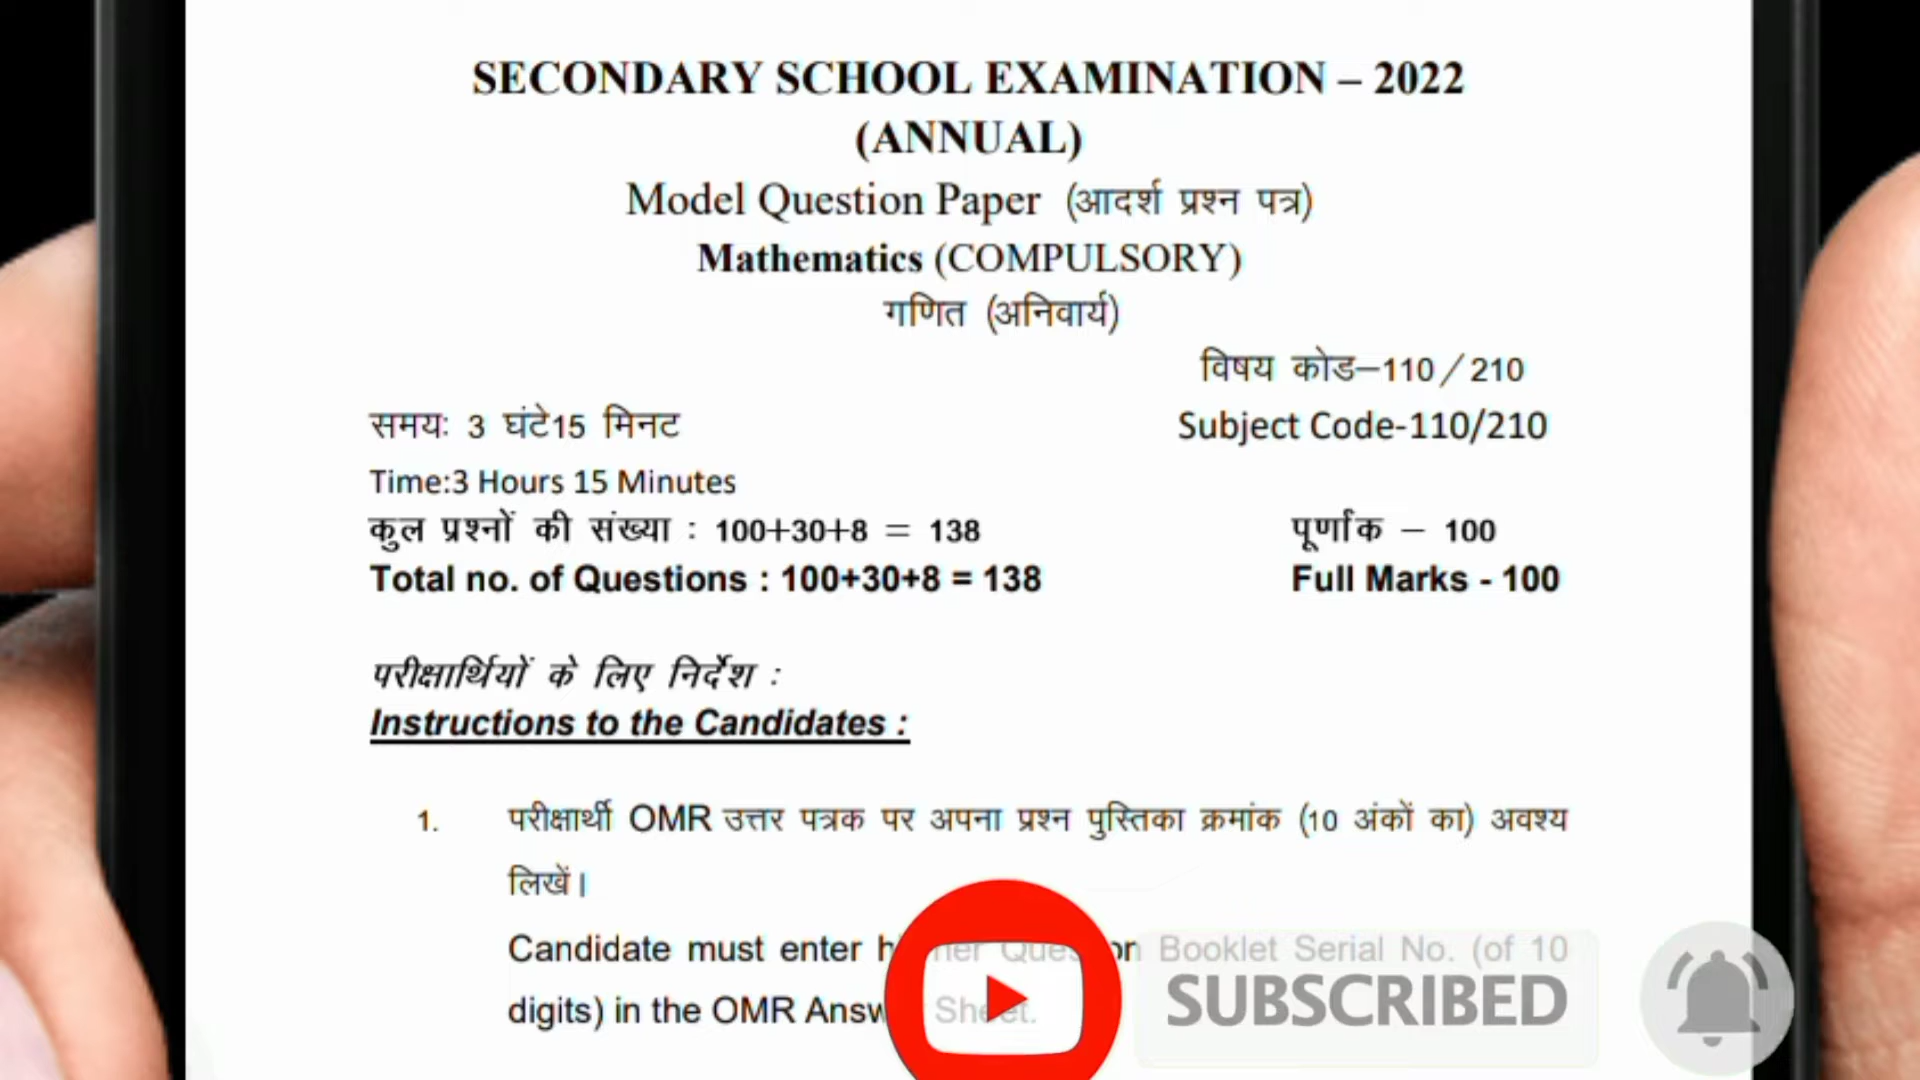 SECONDARY SCHOOL EXAMINATION – 2022
(ANNUAL)
Model Question Paper (आदर्श प्रश्न पत्र)
Mathematics (COMPULSORY)
गणित (अनिवार्य)
विषय कोड–110 / 210
समयः 3 घंटे15 मिनट
Subject Code-110/210
Time:3 Hours 15 Minutes
कुल प्रश्नों की संख्या : 100+30+8 = 138
पूर्णांक – 100
Total no. of Questions : 100+30+8 = 138
Full Marks - 100
परीक्षार्थियों के लिए निर्देश :
Instructions to the Candidates :
1. परीक्षार्थी OMR उत्तर पत्रक पर अपना प्रश्न पुस्तिका क्रमांक (10 अंकों का) अवश्य
लिखें।
Candidate must enter Booklet Serial No. (of 10
digits) in the OMR Sheet.
SUBSCRIBED